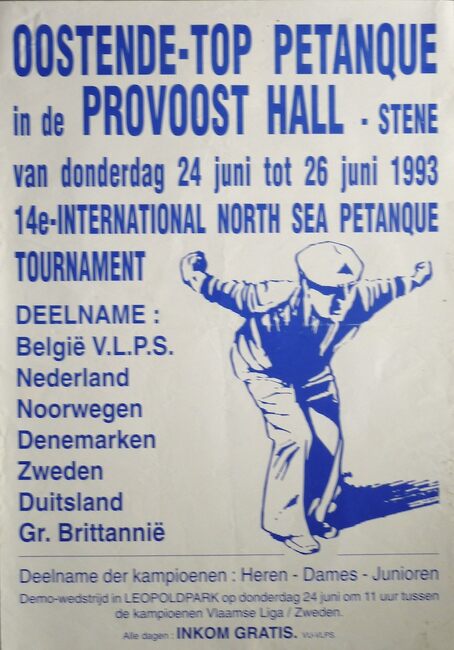 OOSTENDE-TOP PETANQUE
in de PROVOOST HALL - STENE
van donderdag 24 juni tot 26 juni 1993
14e-INTERNATIONAL NORTH SEA PETANQUE
TOURNAMENT
DEELNAME :
België V.L.P.S.
Nederland
Noorwegen
Denemarken
Zweden
Duitsland
Gr. Brittannië
Deelname der kampioenen : Heren - Dames - Junioren
Demo-wedstrijd in LEOPOLDPARK op donderdag 24 juni om 11 uur tussen
de kampioenen Vlaamse Liga / Zweden.
Alle dagen : INKOM GRATIS. VU-VLPS.